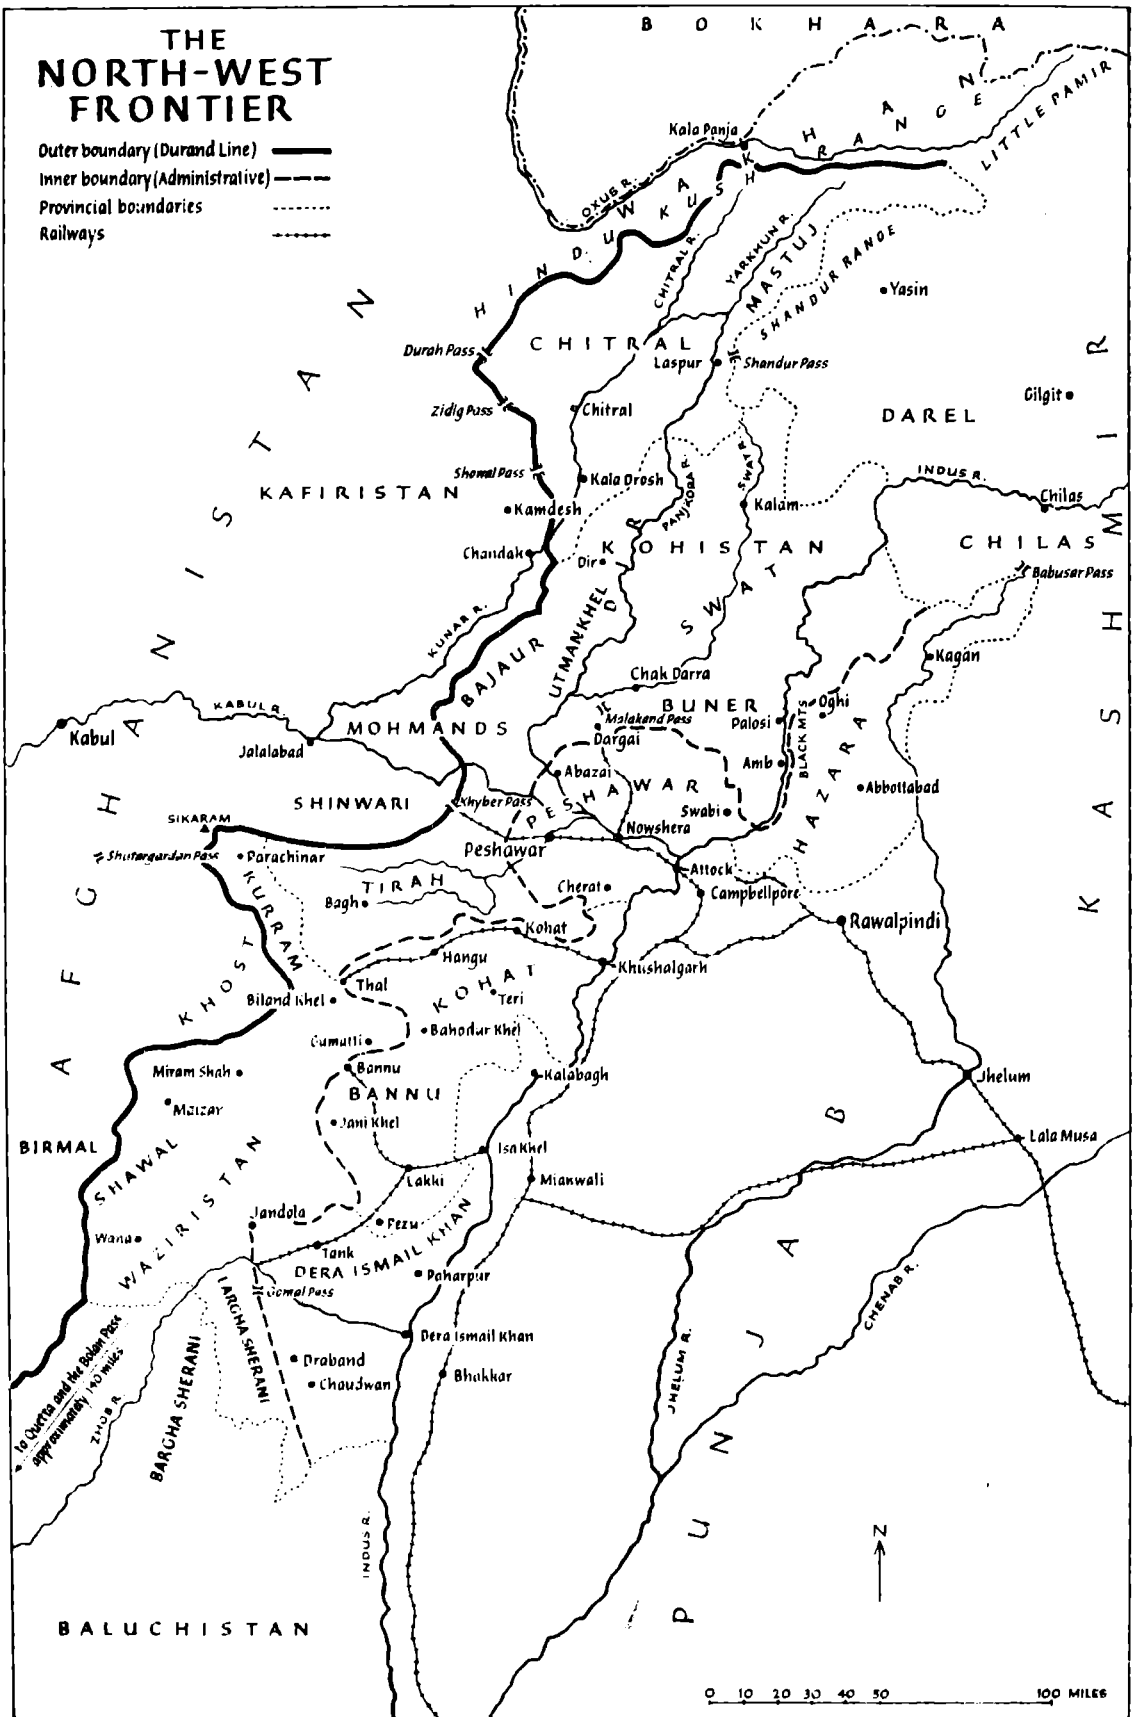 THE
NORTH-WEST
FRONTIER
Outer boundary (Durand Line)
Inner boundary (Administrative)
Provincial boundaries
Railways
BOKHARA
WAKHAN
RANGE
LITTLE PAMIR
Kala Panja
OXUS R.
HINDU KUSH
CHITRAL R.
YARKHUN R.
MASTUJ
SHANDUR RANGE
Yasin
AFGHANISTAN
Durah Pass
CHITRAL
Laspur
Shandur Pass
KASHMIR
Gilgit
Zidig Pass
Chitral
DAREL
Showal Pass
Kala Drosh
PANJKORA R.
SWAT R.
INDUS R.
KAFIRISTAN
Kamdesh
Kalam
Chilas
Chandak
Dir
KOHISTAN
CHILAS
Babusar Pass
KUNAR R.
DIR
SWAT
UTMANKHEL
BAJAUR
Kagan
Chak Darra
KABUL R.
Kabul
MOHMANDS
BUNER
Oghi
Jalalabad
Malakand Pass
Palosi
Dargai
BLACK MTS
Abazai
Amb
HAZARA
SHINWARI
Khyber Pass
PESHAWAR
Abbottabad
Swabi
SIKARAM
Nowshera
Shutargardan Pass
Parachinar
Peshawar
Attock
KURRAM
TIRAH
Cherat
Campbellpore
Bagh
Kohat
Rawalpindi
Hangu
Khushalgarh
KHOST
Thal
KOHAT
Biland Khel
Teri
Gumatti
Bahadur Khel
Miram Shah
Bannu
Kalabagh
Jhelum
Maizar
BANNU
Jani Khel
BIRMAL
SHAWAL
Isa Khel
Lala Musa
Lakki
Mianwali
WAZIRISTAN
Jandola
Pezu
Wana
Tank
DERA ISMAIL KHAN
Paharpur
PUNJAB
CHENAB R.
Gomal Pass
LARGHA SHERANI
Dera Ismail Khan
to Quetta and the Bolan Pass
approximately 140 miles
Draband
Bhakkar
Chaudwan
ZHOB R.
BARGHA SHERANI
JHELUM R.
INDUS R.
N
BALUCHISTAN
0 10 20 30 40 50 100 MILES